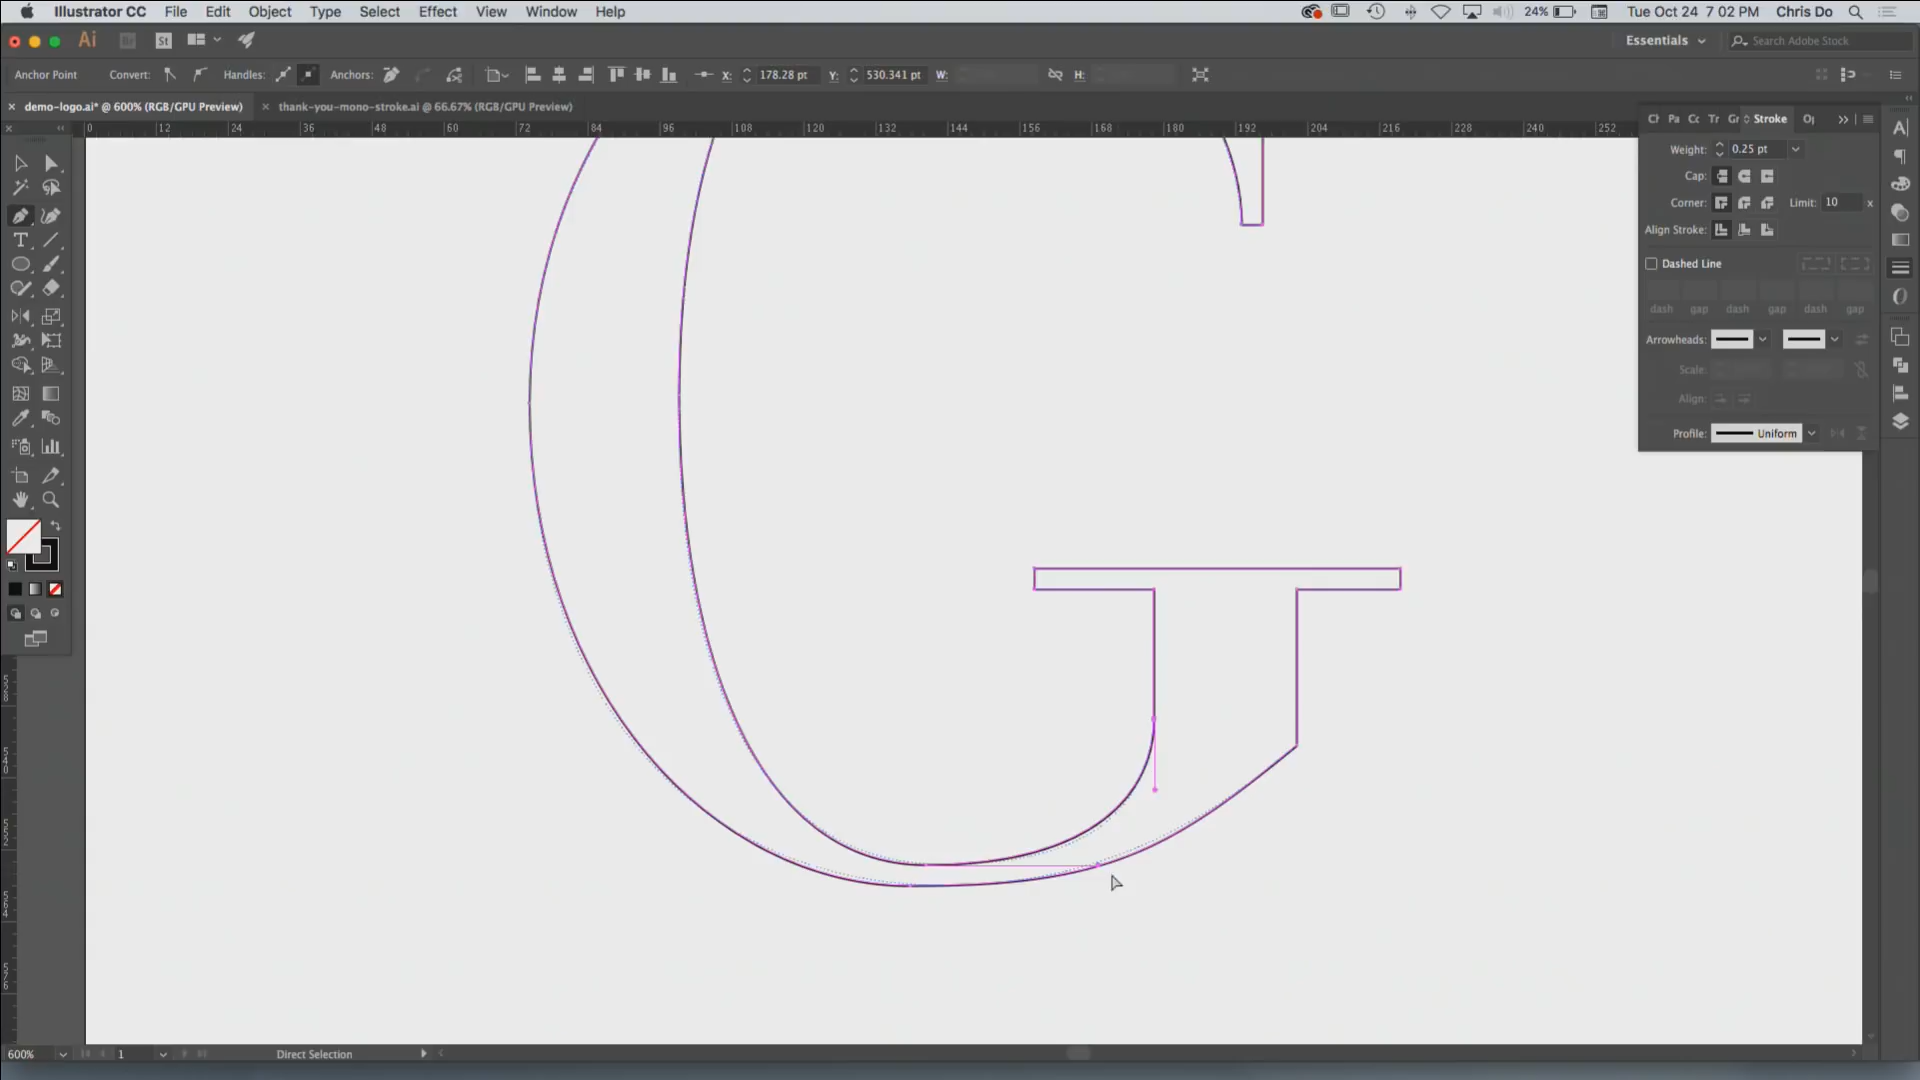 Illustrator CC File Edit Object Type Select Effect View Window Help 24% Tue Oct 24 7:02 PM Chris Do
Ai Br St Essentials Search Adobe Stock
Anchor Point Convert: Handles: Anchors: X: 178.28 pt Y: 530.341 pt W: H:
demo-logo.ai* @ 600% (RGB/GPU Preview) thank-you-mono-stroke.ai @ 66.67% (RGB/GPU Preview)
0 12 24 36 48 60 72 84 96 108 120 132 144 156 168 180 192 204 216 228 240 252
Pa Tr Stroke
Weight: 0.25 pt
Cap:
Corner: Limit: 10 x
Align Stroke:
Dashed Line
dash gap dash gap dash gap
Arrowheads:
Scale:
Align:
Profile: Uniform
600% 1 Direct Selection